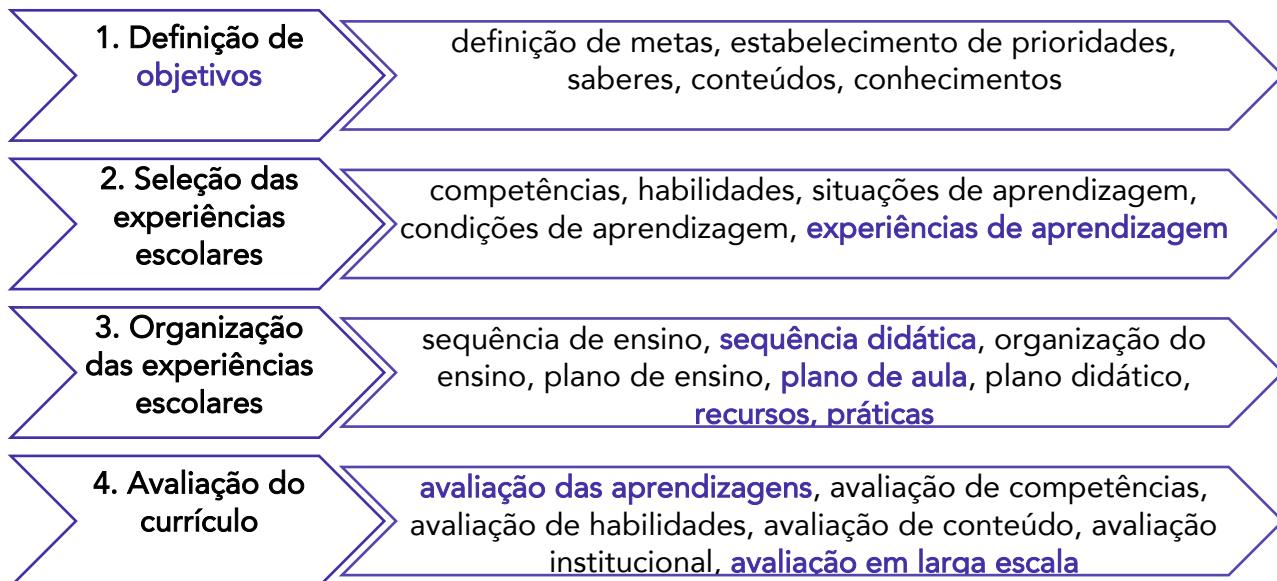 1. Definição de
objetivos
definição de metas, estabelecimento de prioridades,
saberes, conteúdos, conhecimentos
2. Seleção das
experiências
escolares
competências, habilidades, situações de aprendizagem,
condições de aprendizagem, experiências de aprendizagem
3. Organização
das experiências
escolares
sequência de ensino, sequência didática, organização do
ensino, plano de ensino, plano de aula, plano didático,
recursos, práticas
4. Avaliação do
currículo
avaliação das aprendizagens, avaliação de competências,
avaliação de habilidades, avaliação de conteúdo, avaliação
institucional, avaliação em larga escala